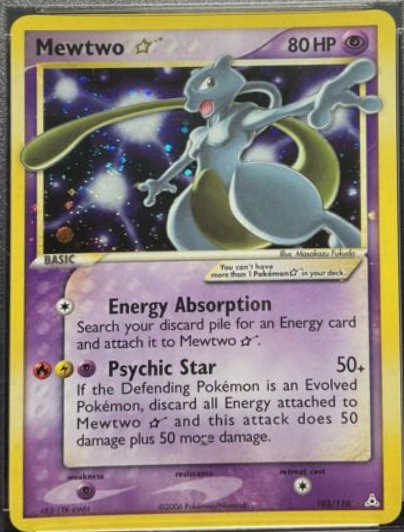 Mewtwo ☆ 80 HP
BASIC
Illus. Masakazu Fukuda
You can't have
more than 1 Pokémon☆ in your deck.
Energy Absorption
Search your discard pile for an Energy card
and attach it to Mewtwo ☆.
Psychic Star 50+
If the Defending Pokémon is an Evolved
Pokémon, discard all Energy attached to
Mewtwo ☆ and this attack does 50
damage plus 50 more damage.
weakness resistance retreat cost
©2006 Pokémon/Nintendo 103/110